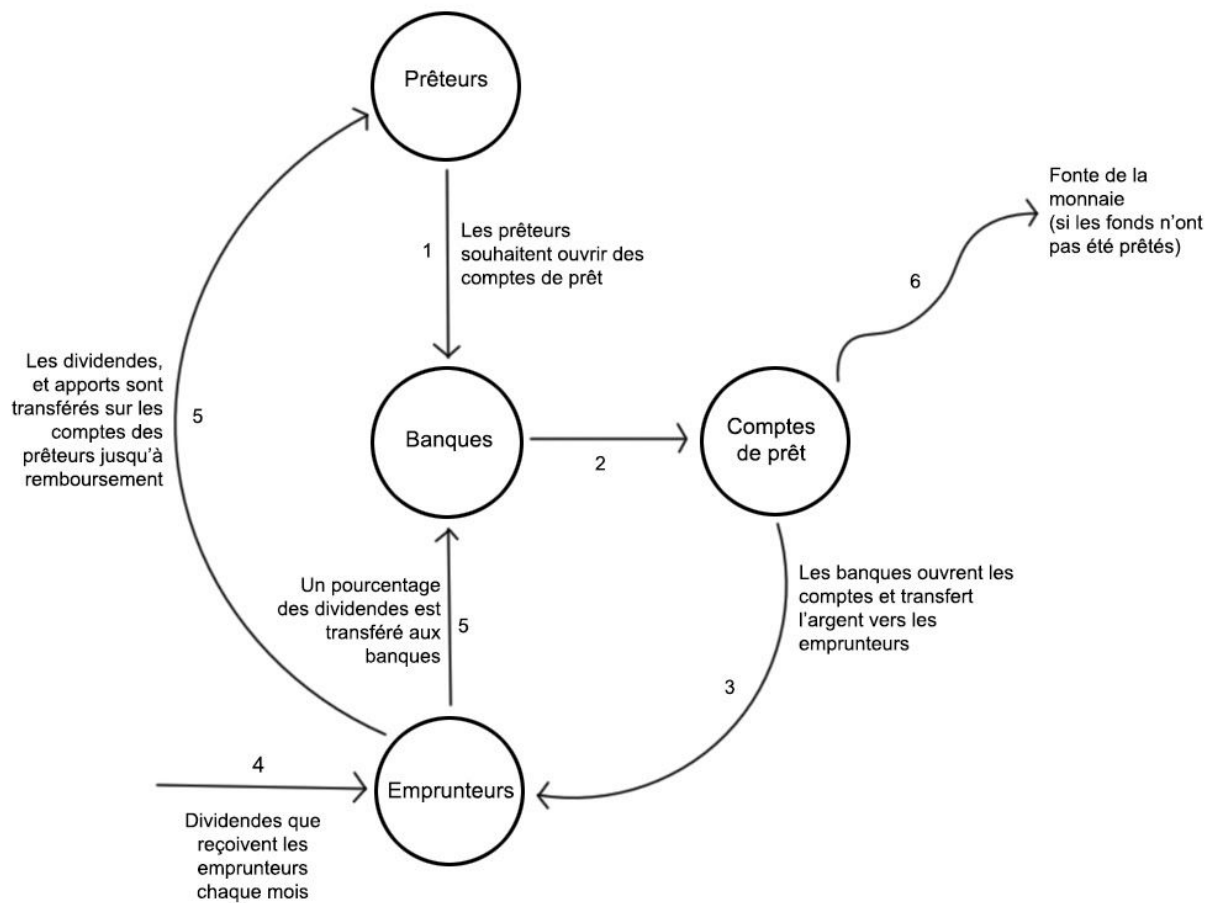 Prêteurs
1
Les prêteurs
souhaitent ouvrir des
comptes de prêt
Fonte de la
monnaie
(si les fonds n'ont
pas été prêtés)
6
Les dividendes,
et apports sont
transférés sur les
comptes des
prêteurs jusqu'à
remboursement
5
Banques
2
Comptes
de prêt
Un pourcentage
des dividendes est
transféré aux
banques
5
Les banques ouvrent les
comptes et transfert
l'argent vers les
emprunteurs
3
4
Emprunteurs
Dividendes que
reçoivent les
emprunteurs
chaque mois